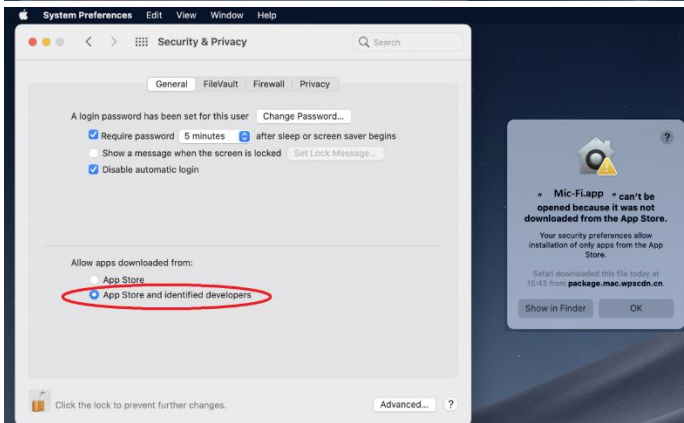 System Preferences Edit View Window Help
Security & Privacy
Search
General FileVault Firewall Privacy
A login password has been set for this user Change Password...
Require password 5 minutes after sleep or screen saver begins
Show a message when the screen is locked Set Lock Message...
Disable automatic login
Allow apps downloaded from:
App Store
App Store and identified developers
Click the lock to prevent further changes.
Advanced... ?
?
" Mic-Fi.app " can't be
opened because it was not
downloaded from the App Store.
Your security preferences allow
installation of only apps from the App
Store.
Safari downloaded this file today at
15:43 from package.mac.wpscdn.cn
Show in Finder OK